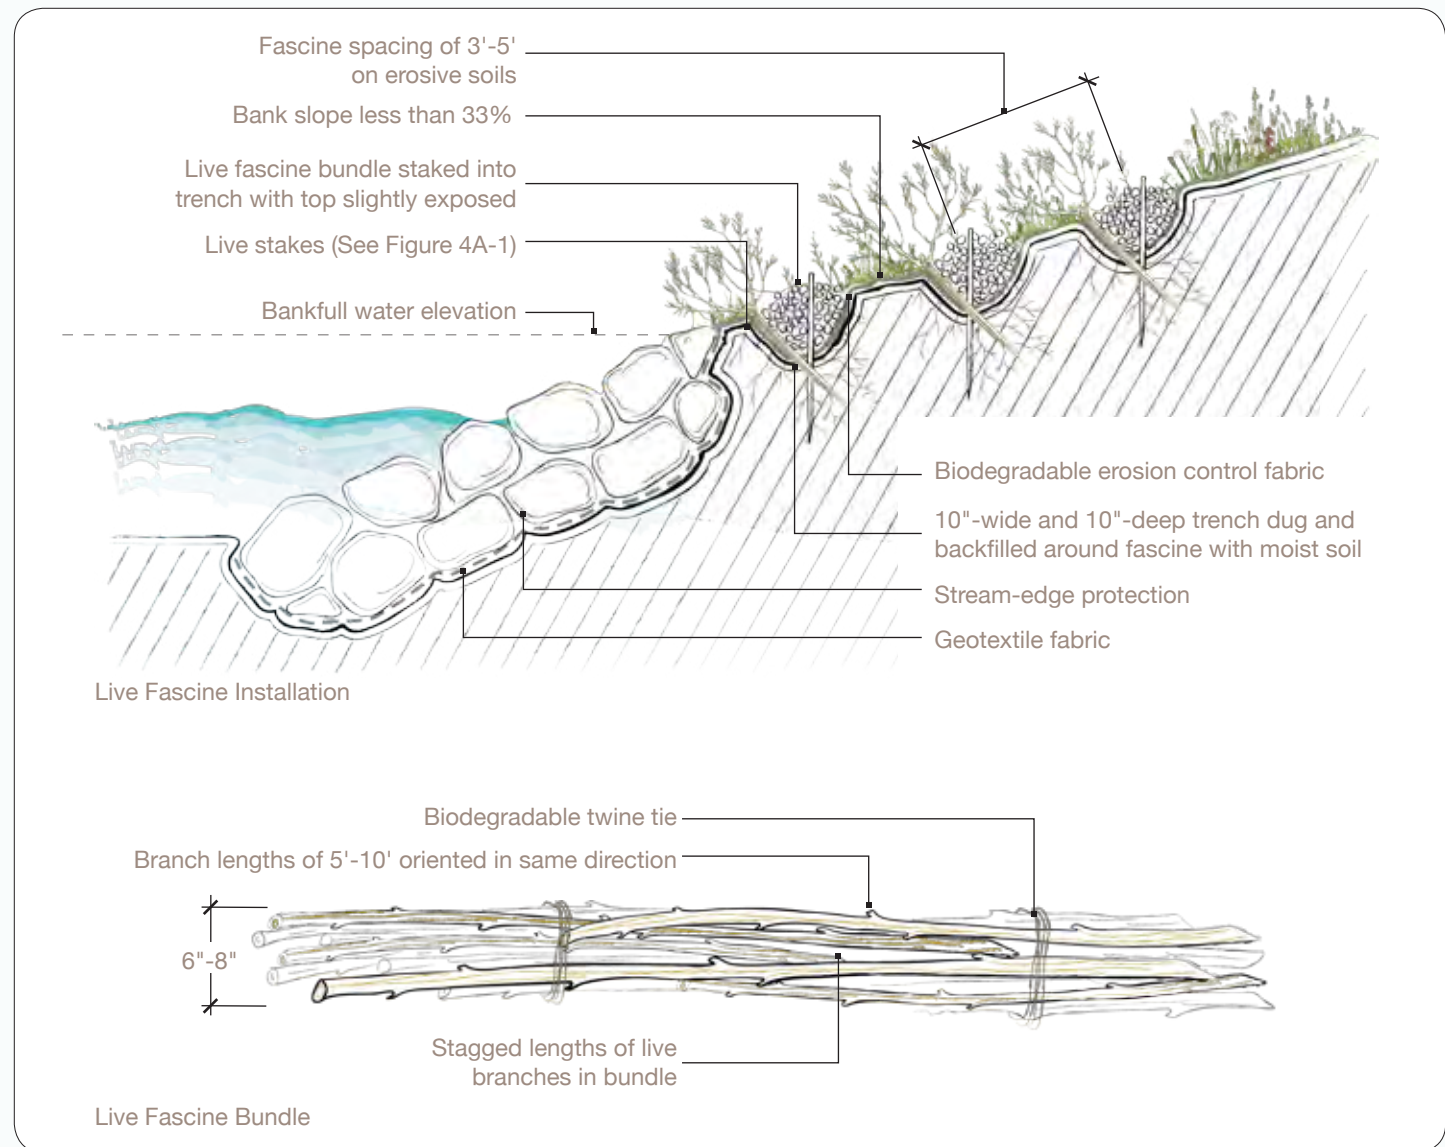 Fascine spacing of 3'-5'
on erosive soils
Bank slope less than 33%
Live fascine bundle staked into
trench with top slightly exposed
Live stakes (See Figure 4A-1)
Bankfull water elevation
Biodegradable erosion control fabric
10"-wide and 10"-deep trench dug and
backfilled around fascine with moist soil
Stream-edge protection
Geotextile fabric
Live Fascine Installation
Biodegradable twine tie
Branch lengths of 5'-10' oriented in same direction
6"-8"
Stagged lengths of live
branches in bundle
Live Fascine Bundle